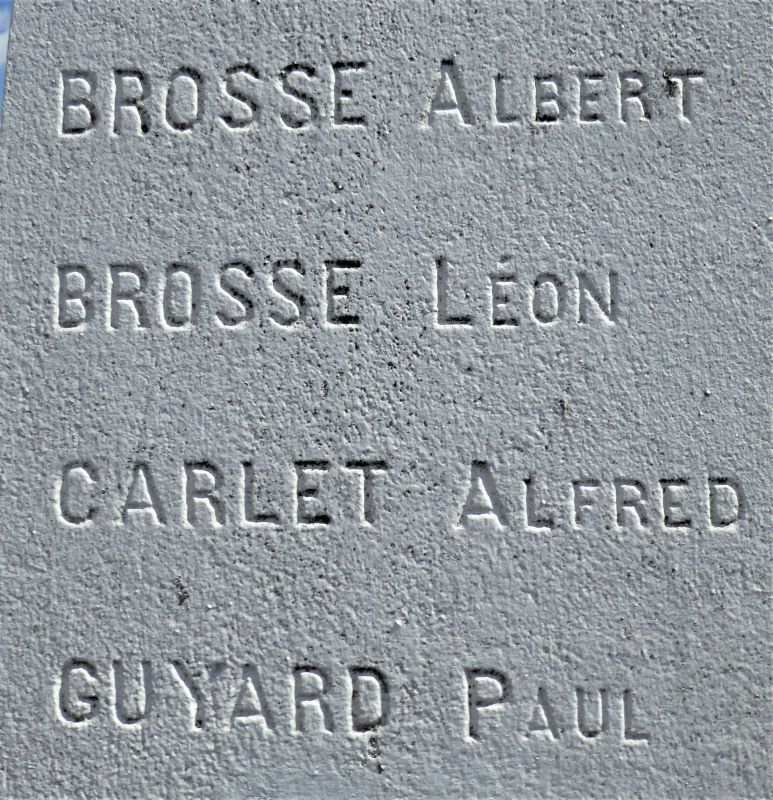 BROSSE ALBERT
BROSSE LÉON
CARLET ALFRED
GUYARD PAUL